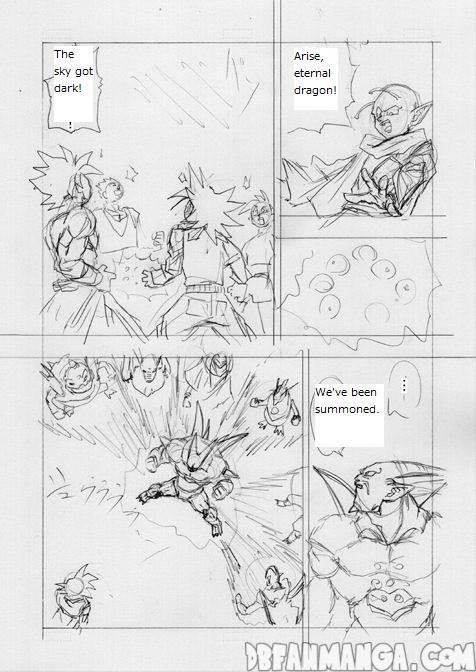 The
sky got
dark!
!
Arise,
eternal
dragon!
We've been
summoned.
DBFANMANGA.COM